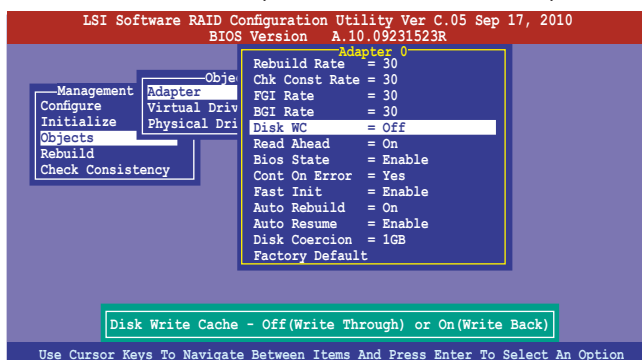 LSI Software RAID Configuration Utility Ver C.05 Sep 17, 2010
BIOS Version A.10.09231523R
Management
Configure
Initialize
Objects
Rebuild
Check Consistency
Obje
Adapter
Virtual Driv
Physical Dri
Adapter 0
Rebuild Rate = 30
Chk Const Rate = 30
FGI Rate = 30
BGI Rate = 30
Disk WC = Off
Read Ahead = On
Bios State = Enable
Cont On Error = Yes
Fast Init = Enable
Auto Rebuild = On
Auto Resume = Enable
Disk Coercion = 1GB
Factory Default
Disk Write Cache - Off(Write Through) or On(Write Back)
Use Cursor Keys To Navigate Between Items And Press Enter To Select An Option